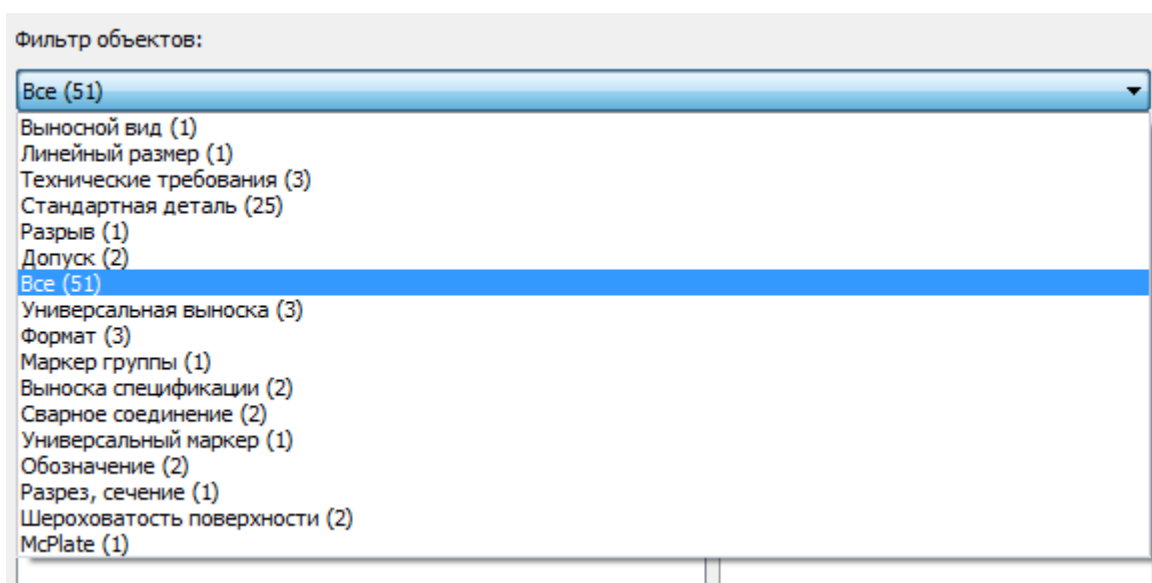 Фильтр объектов:
Все (51)
Выносной вид (1)
Линейный размер (1)
Технические требования (3)
Стандартная деталь (25)
Разрыв (1)
Допуск (2)
Все (51)
Универсальная выноска (3)
Формат (3)
Маркер группы (1)
Выноска спецификации (2)
Сварное соединение (2)
Универсальный маркер (1)
Обозначение (2)
Разрез, сечение (1)
Шероховатость поверхности (2)
McPlate (1)